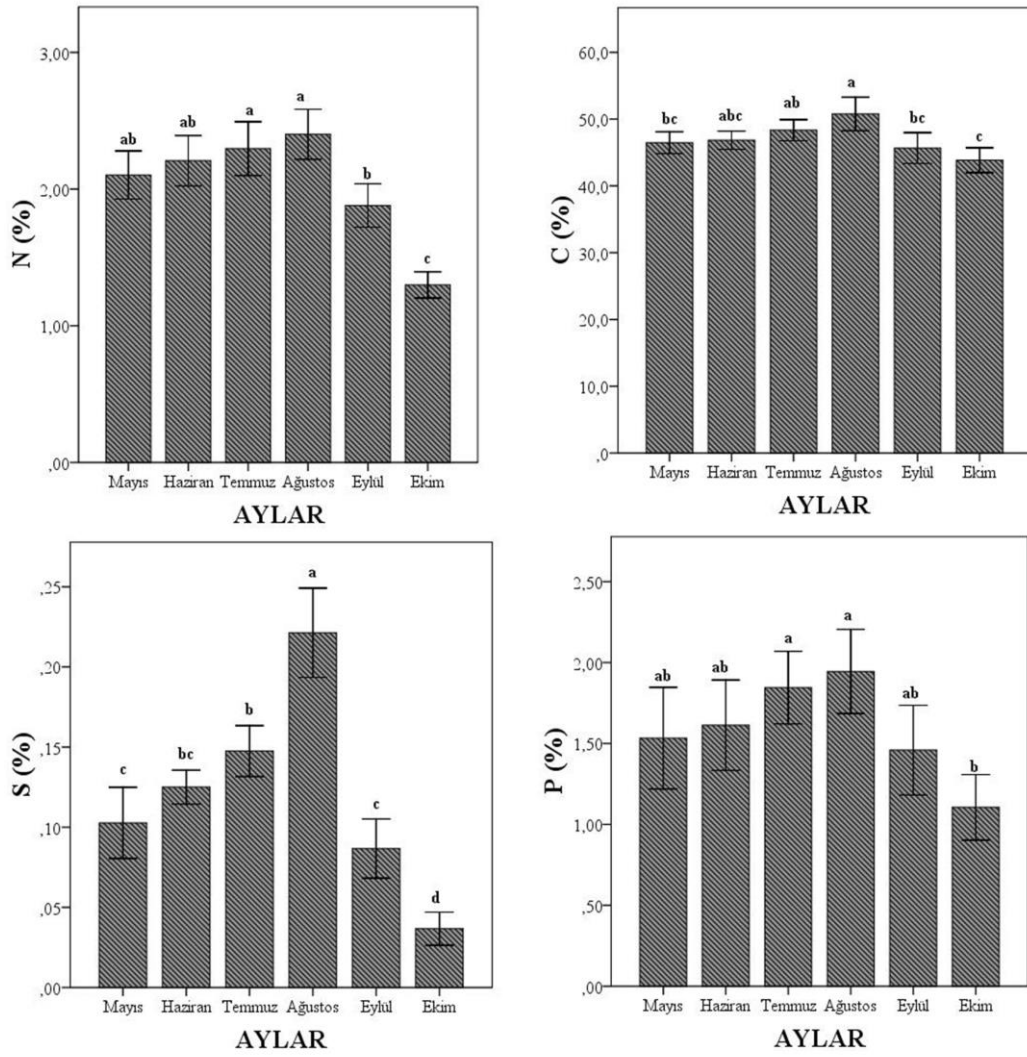 3,00
2,00
1,00
,00
N (%)
ab
ab
a
a
b
c
Mayıs Haziran Temmuz Ağustos Eylül Ekim
AYLAR
60,0
50,0
40,0
30,0
20,0
10,0
,0
C (%)
bc
abc
ab
a
bc
c
Mayıs Haziran Temmuz Ağustos Eylül Ekim
AYLAR
,25
,20
,15
,10
,05
,00
S (%)
c
bc
b
a
c
d
Mayıs Haziran Temmuz Ağustos Eylül Ekim
AYLAR
2,50
2,00
1,50
1,00
,50
,00
P (%)
ab
ab
a
a
ab
b
Mayıs Haziran Temmuz Ağustos Eylül Ekim
AYLAR